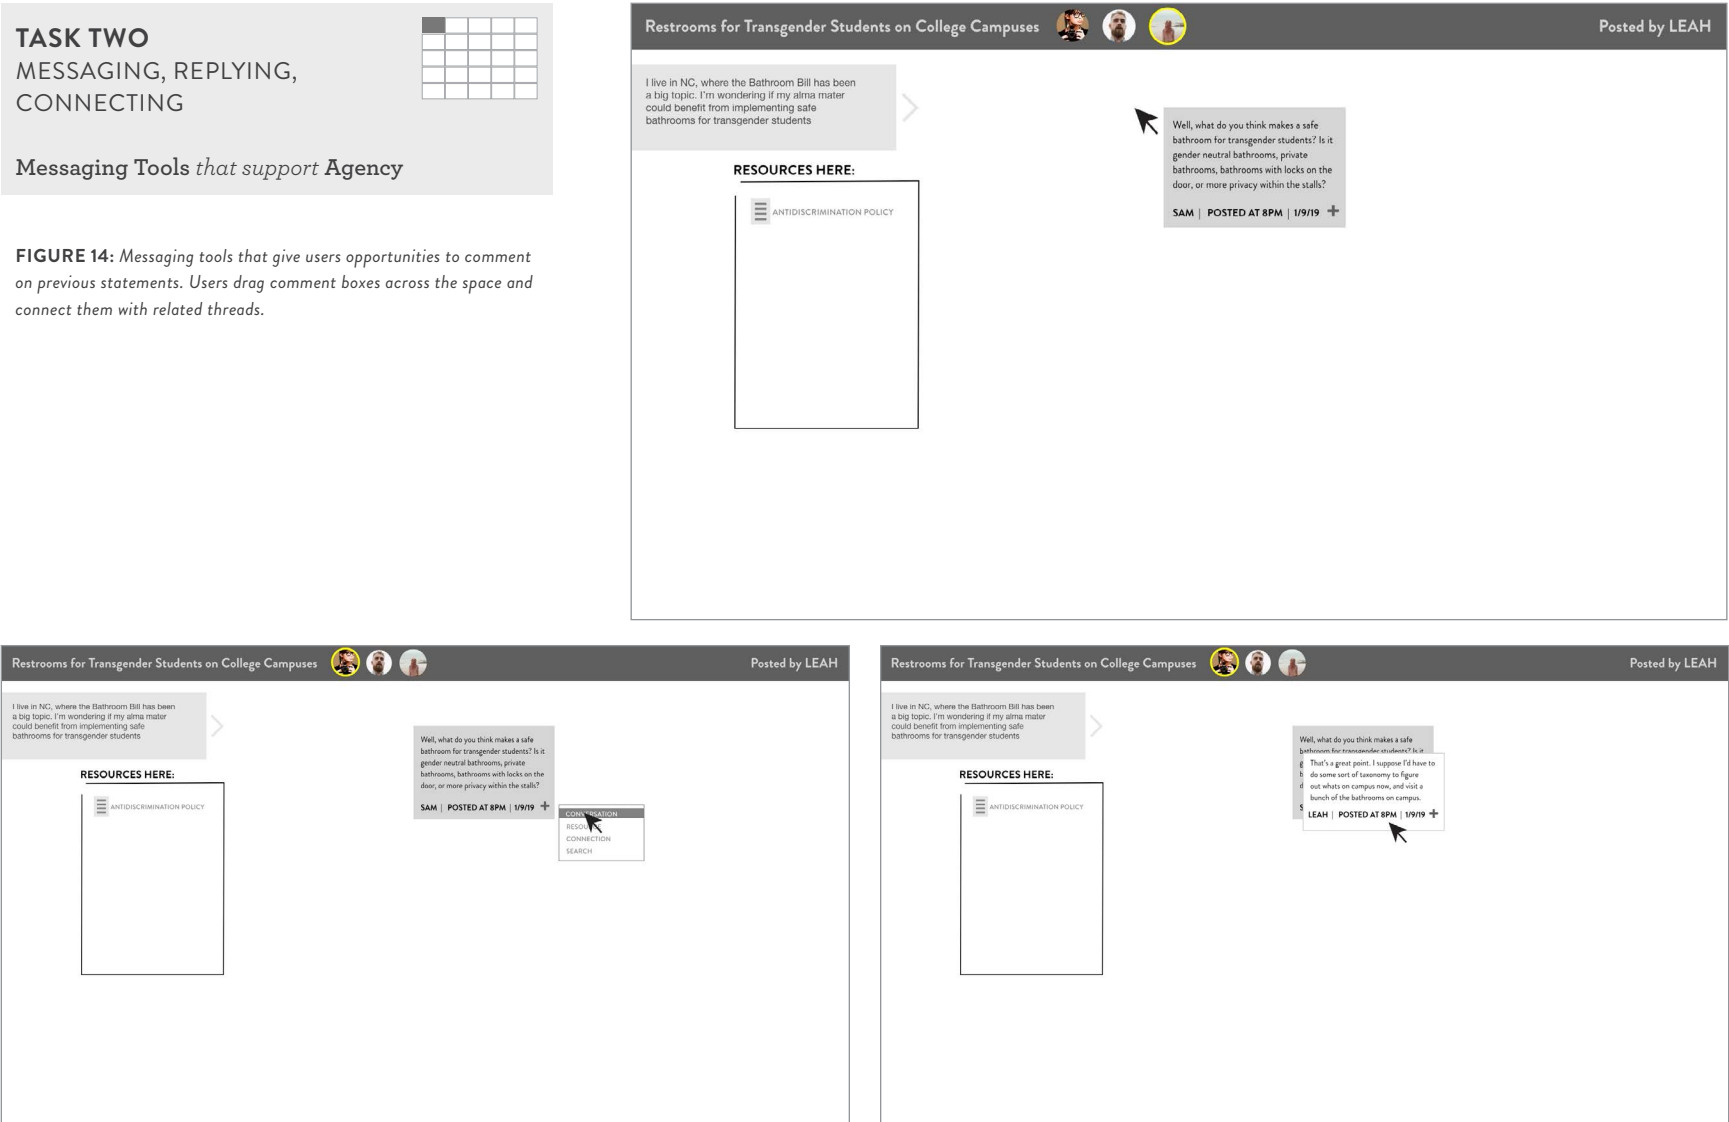 TASK TWO
MESSAGING, REPLYING,
CONNECTING
Messaging Tools that support Agency
FIGURE 14: Messaging tools that give users opportunities to comment
on previous statements. Users drag comment boxes across the space and
connect them with related threads.
Restrooms for Transgender Students on College Campuses
Posted by LEAH
I live in NC, where the Bathroom Bill has been
a big topic. I'm wondering if my alma mater
could benefit from implementing safe
bathrooms for transgender students
Well, what do you think makes a safe
bathroom for transgender students? Is it
gender neutral bathrooms, private
bathrooms, bathrooms with locks on the
door, or more privacy within the stalls?
SAM | POSTED AT 8PM | 1/9/19 +
RESOURCES HERE:
ANTIDISCRIMINATION POLICY
Restrooms for Transgender Students on College Campuses
Posted by LEAH
I live in NC, where the Bathroom Bill has been
a big topic. I'm wondering if my alma mater
could benefit from implementing safe
bathrooms for transgender students
Well, what do you think makes a safe
bathroom for transgender students? Is it
gender neutral bathrooms, private
bathrooms, bathrooms with locks on the
door, or more privacy within the stalls?
SAM | POSTED AT 8PM | 1/9/19 +
CONVERSATION
RESOURCE
CONNECTION
SEARCH
RESOURCES HERE:
ANTIDISCRIMINATION POLICY
Restrooms for Transgender Students on College Campuses
Posted by LEAH
I live in NC, where the Bathroom Bill has been
a big topic. I'm wondering if my alma mater
could benefit from implementing safe
bathrooms for transgender students
Well, what do you think makes a safe
bathroom for transgender students? Is it
That's a great point. I suppose I'd have to
do some sort of taxonomy to figure
out whats on campus now, and visit a
bunch of the bathrooms on campus.
LEAH | POSTED AT 8PM | 1/9/19 +
RESOURCES HERE:
ANTIDISCRIMINATION POLICY